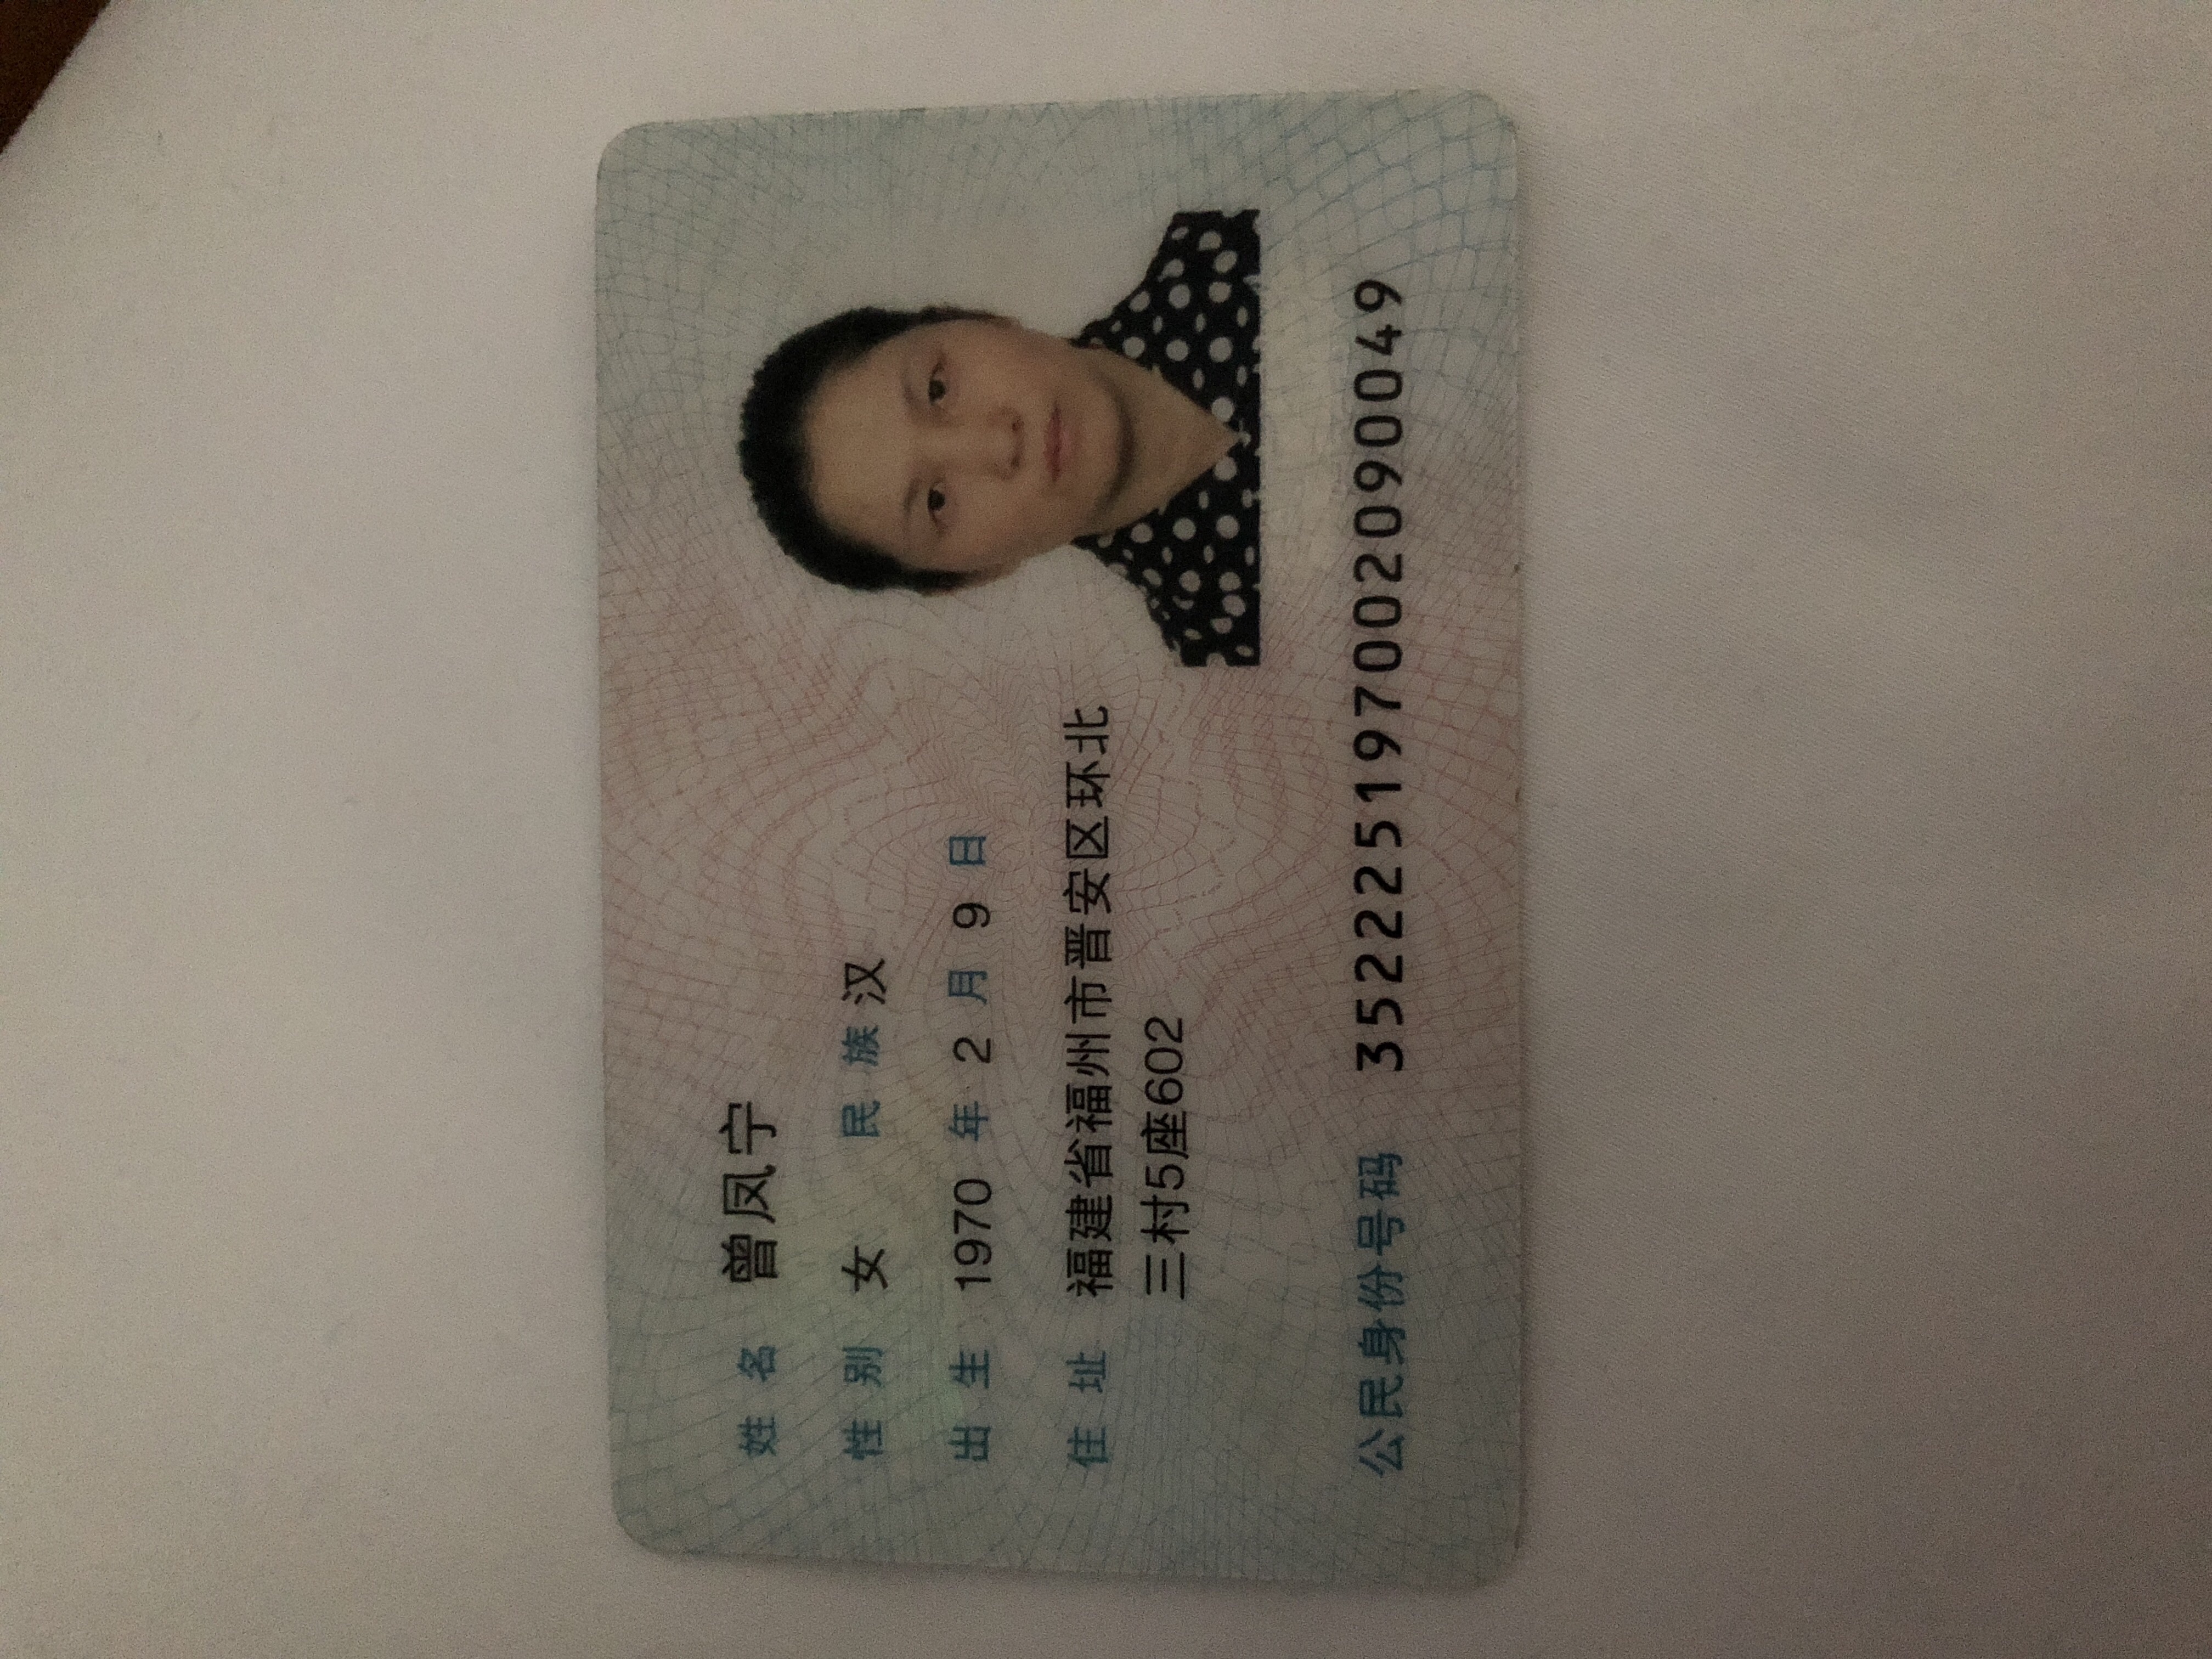 姓名 曾凤宁
性别 女 民族 汉
出生 1970 年 2 月 9 日
住址 福建省福州市晋安区环北
三村5座602
公民身份号码 352225197002090049